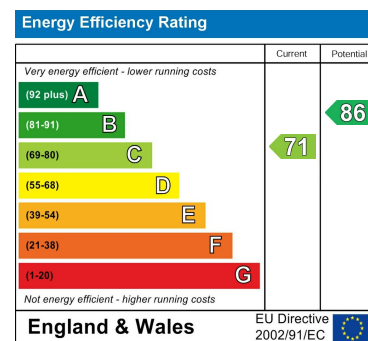 Energy Efficiency Rating
Current Potential
Very energy efficient - lower running costs
(92 plus) A
(81-91) B
(69-80) C
(55-68) D
(39-54) E
(21-38) F
(1-20) G
71
86
Not energy efficient - higher running costs
England & Wales
EU Directive
2002/91/EC